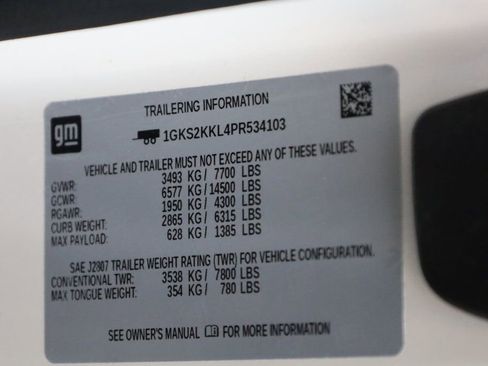 TRAILERING INFORMATION
gm
1GKS2KKL4PR534103
VEHICLE AND TRAILER MUST NOT EXCEED ANY OF THESE VALUES.
GVWR: 3493 KG / 7700 LBS
GCWR: 6577 KG / 14500 LBS
RGAWR: 1950 KG / 4300 LBS
CURB WEIGHT: 2865 KG / 6315 LBS
MAX PAYLOAD: 628 KG / 1385 LBS
SAE J2807 TRAILER WEIGHT RATING (TWR) FOR VEHICLE CONFIGURATION.
CONVENTIONAL TWR: 3538 KG / 7800 LBS
MAX TONGUE WEIGHT: 354 KG / 780 LBS
SEE OWNER'S MANUAL FOR MORE INFORMATION